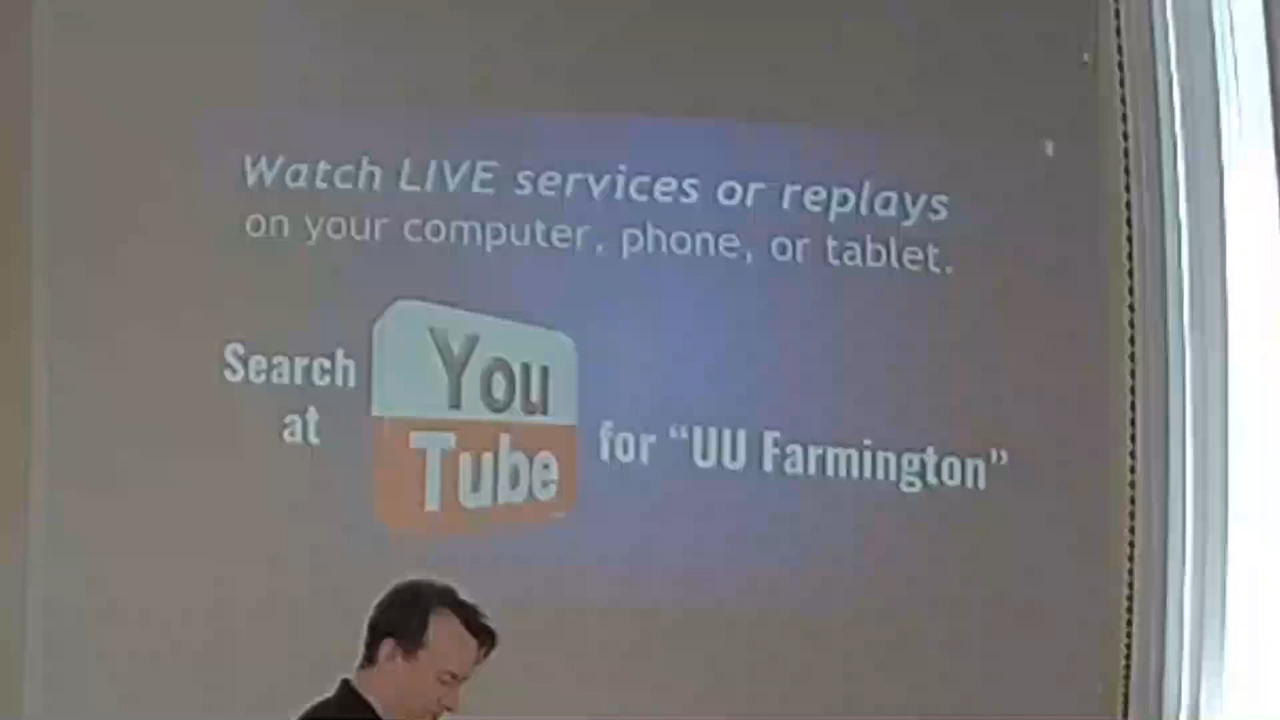 Watch LIVE services or replays
on your computer, phone, or tablet.
Search
at
You
Tube
for “UU Farmington”